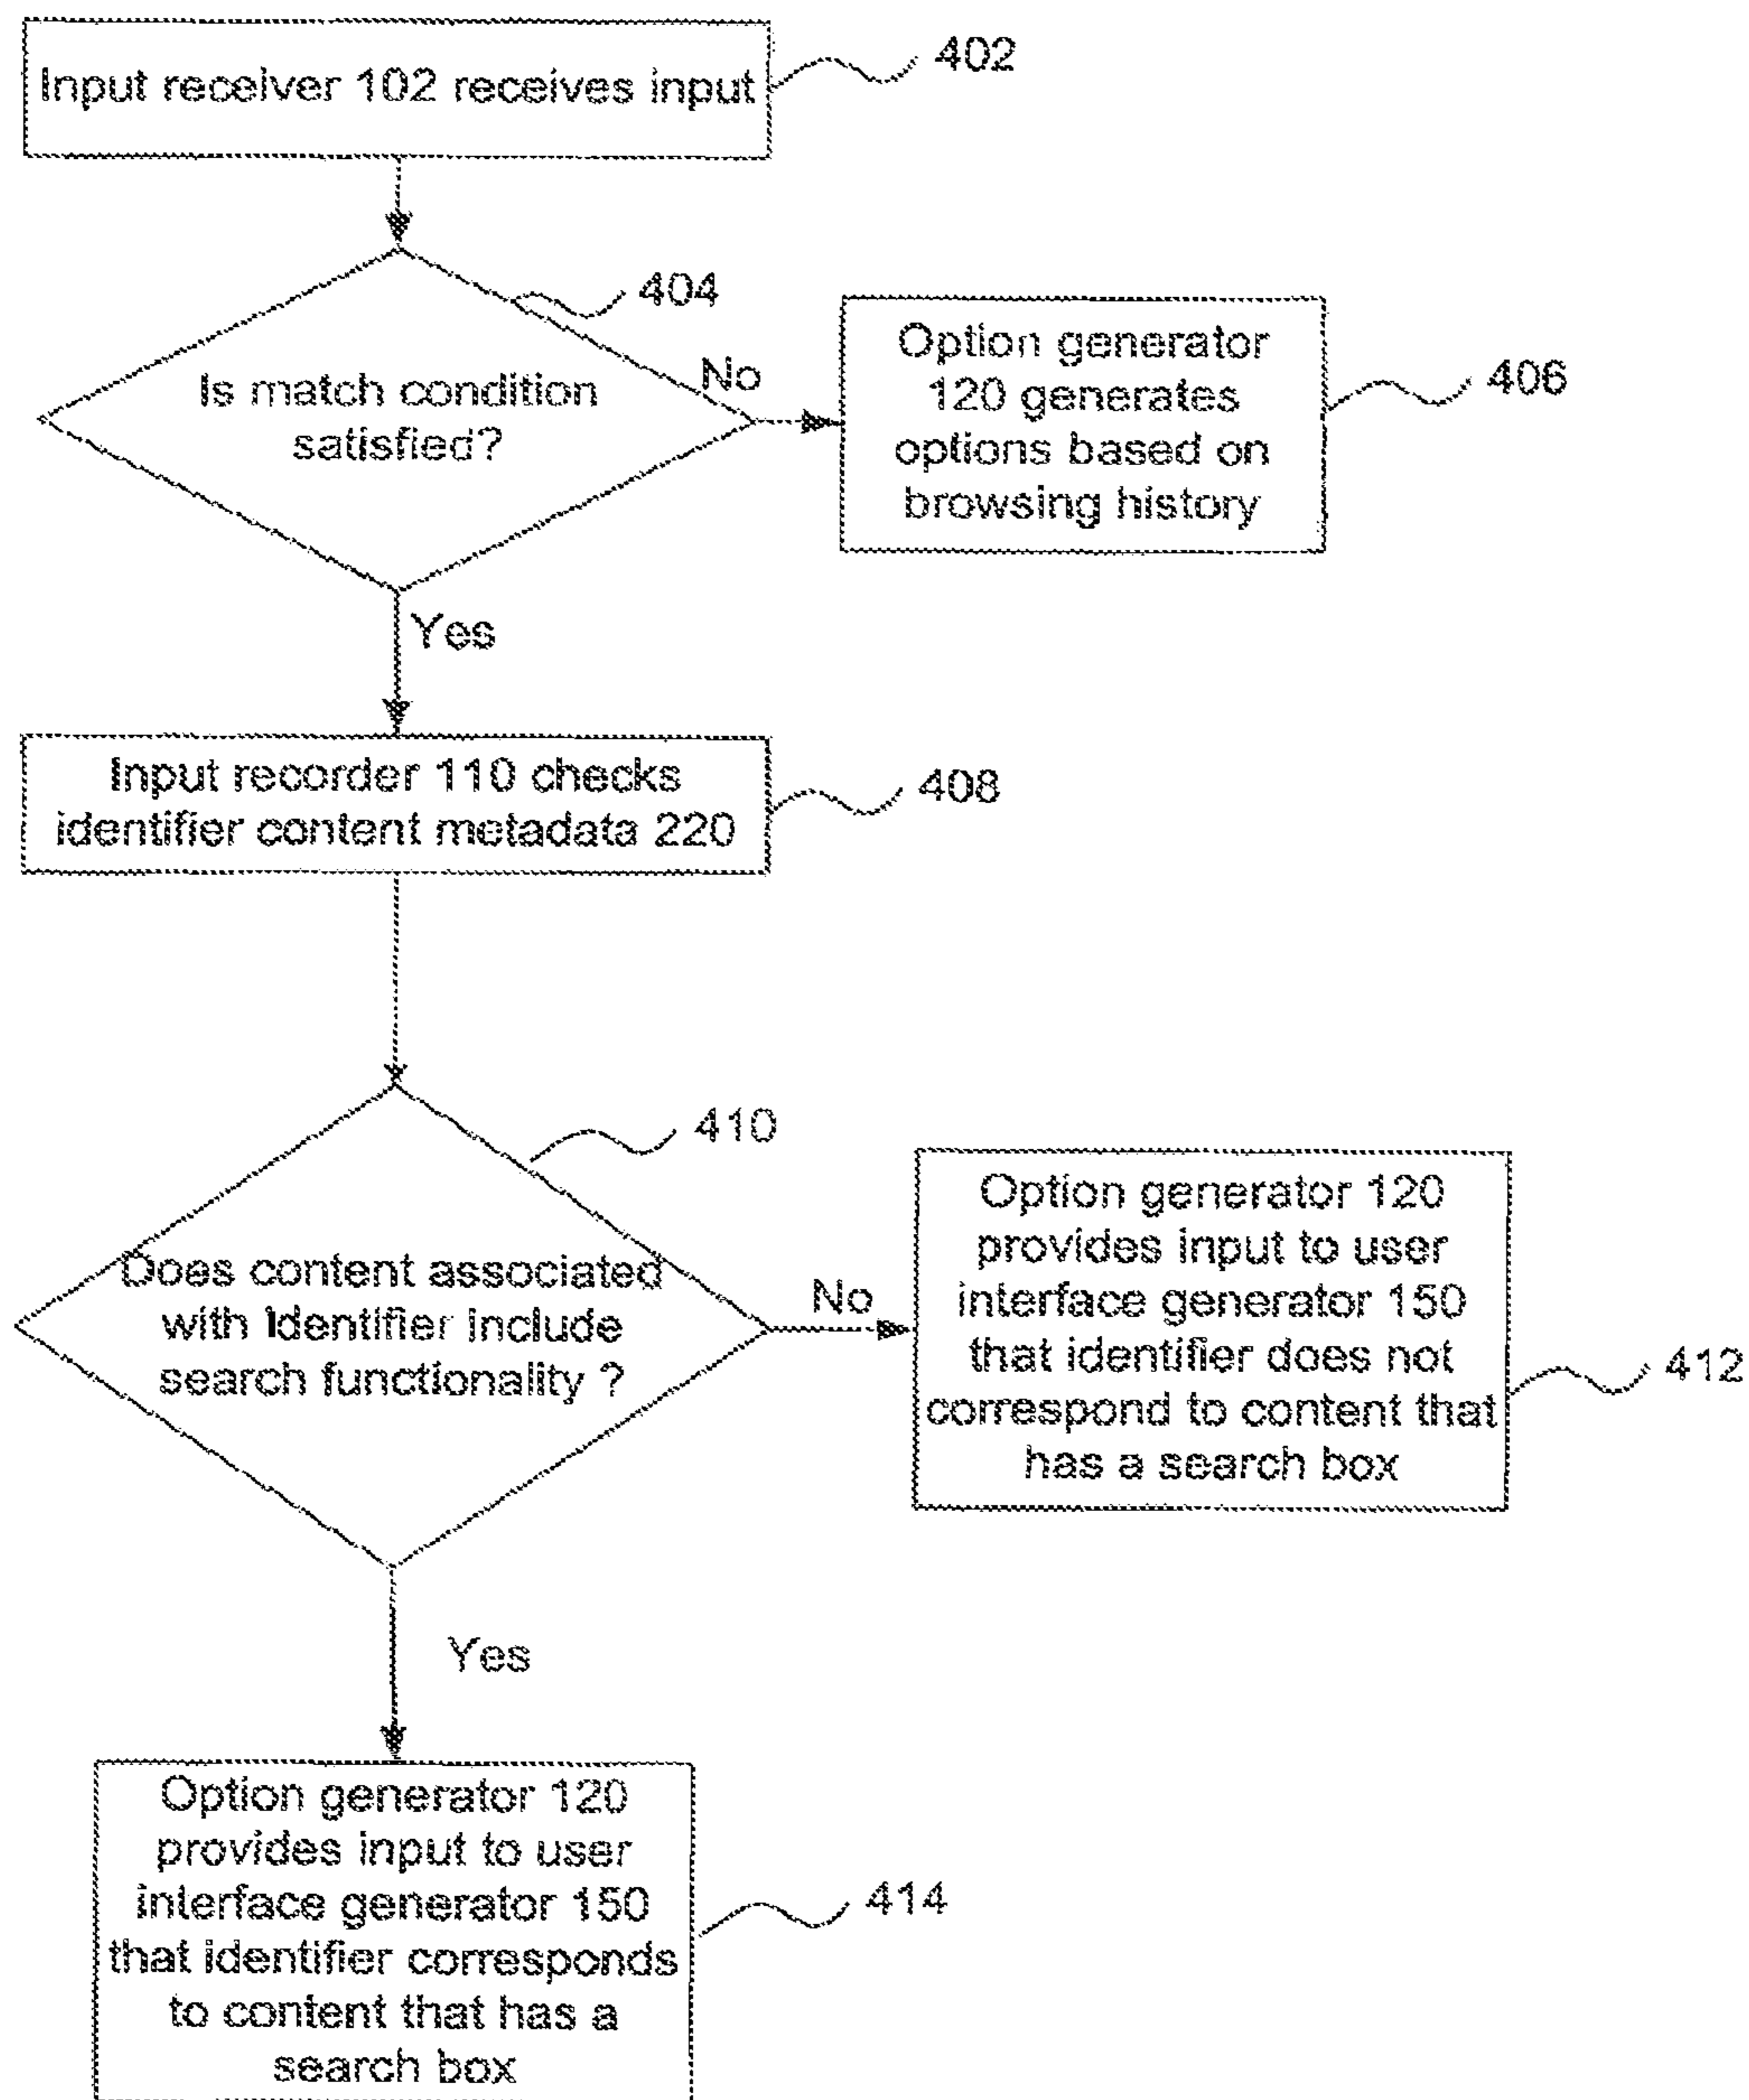 Input receiver 102 receives input
402
404
Is match condition
satisfied?
No
Option generator
120 generates
options based on
browsing history
406
Yes
Input recorder 110 checks
identifier content metadata 220
408
410
Does content associated
with Identifier include
search functionality ?
No
Option generator 120
provides input to user
interface generator 150
that identifier does not
correspond to content that
has a search box
412
Yes
Option generator 120
provides input to user
interface generator 150
that identifier corresponds
to content that has a
search box
414